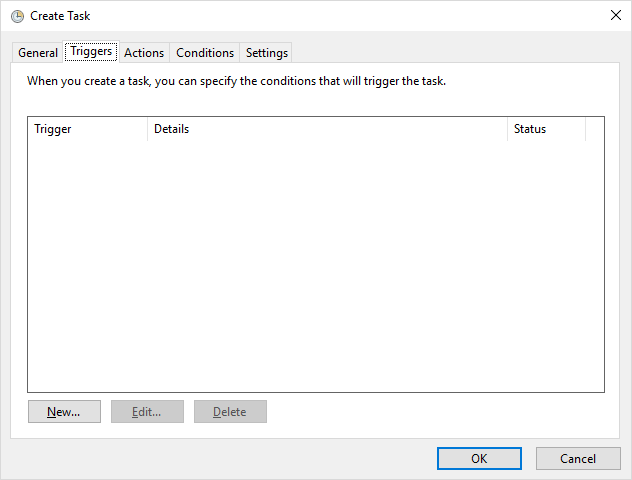 Create Task
General Triggers Actions Conditions Settings
When you create a task, you can specify the conditions that will trigger the task.
Trigger Details Status
New... Edit... Delete
OK Cancel